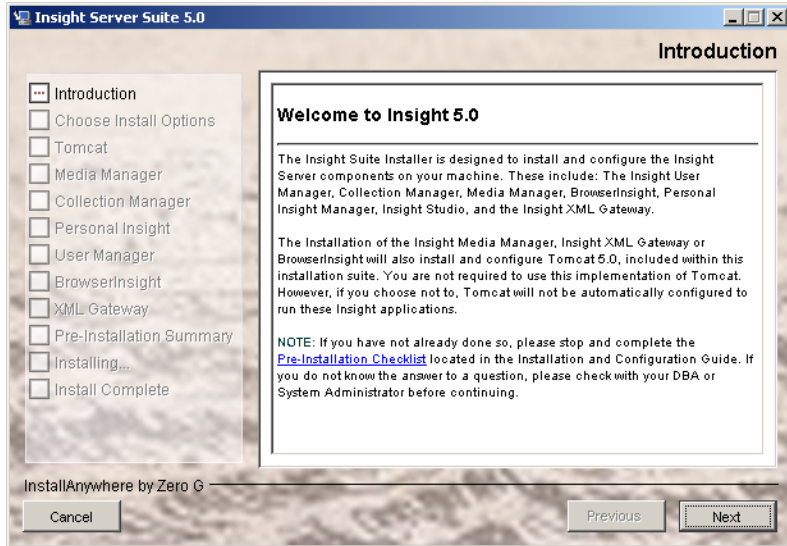 Insight Server Suite 5.0
Introduction
Introduction
Choose Install Options
Tomcat
Media Manager
Collection Manager
Personal Insight
User Manager
BrowserInsight
XML Gateway
Pre-Installation Summary
Installing...
Install Complete
Welcome to Insight 5.0
The Insight Suite Installer is designed to install and configure the Insight
Server components on your machine. These include: The Insight User
Manager, Collection Manager, Media Manager, BrowserInsight, Personal
Insight Manager, Insight Studio, and the Insight XML Gateway.
The Installation of the Insight Media Manager, Insight XML Gateway or
BrowserInsight will also install and configure Tomcat 5.0, included within this
installation suite. You are not required to use this implementation of Tomcat.
However, if you choose not to, Tomcat will not be automatically configured to
run these Insight applications.
NOTE: If you have not already done so, please stop and complete the
Pre-Installation Checklist located in the Installation and Configuration Guide. If
you do not know the answer to a question, please check with your DBA or
System Administrator before continuing.
InstallAnywhere by Zero G
Cancel
Previous
Next